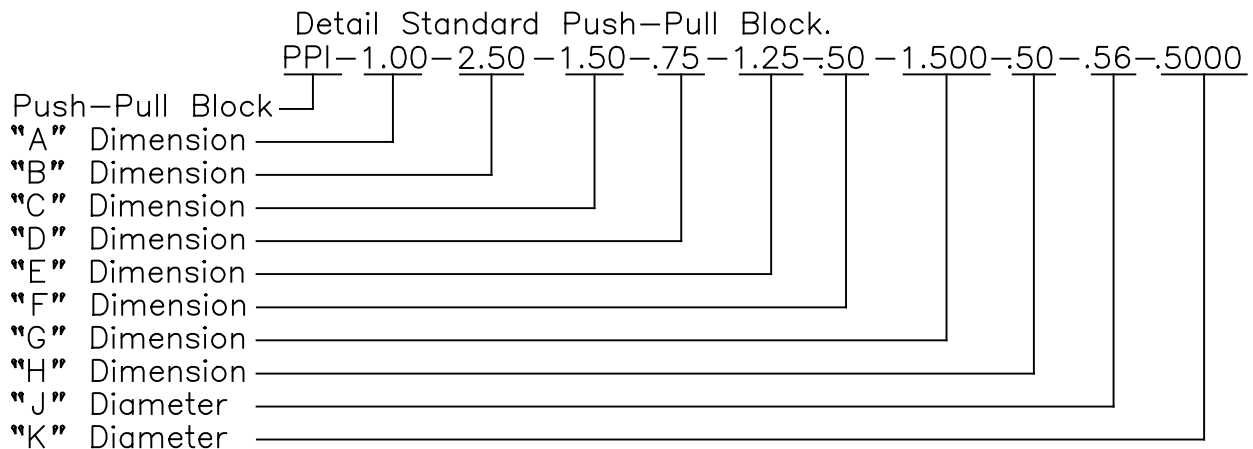 Detail Standard Push-Pull Block.
PPI-1.00-2.50-1.50-.75-1.25-.50-1.500-.50-.56-.5000
Push-Pull Block
"A" Dimension
"B" Dimension
"C" Dimension
"D" Dimension
"E" Dimension
"F" Dimension
"G" Dimension
"H" Dimension
"J" Diameter
"K" Diameter